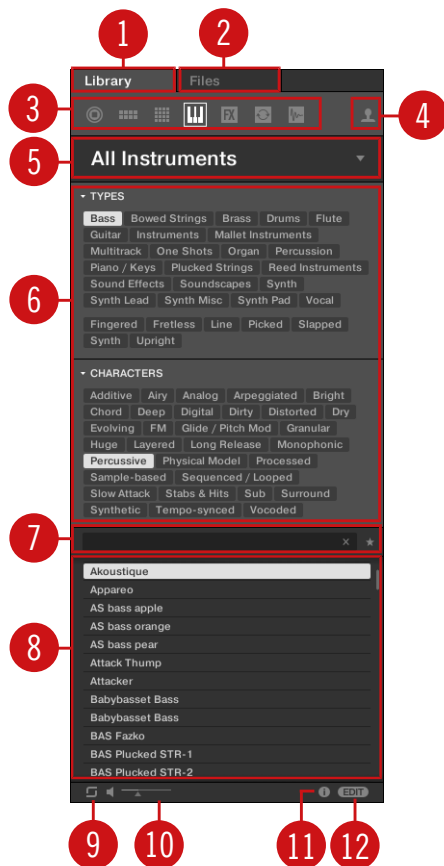 1 2
Library Files
3 FX 4
5 All Instruments
TYPES
Bass Bowed Strings Brass Drums Flute
Guitar Instruments Mallet Instruments
Multitrack One Shots Organ Percussion
Piano / Keys Plucked Strings Reed Instruments
Sound Effects Soundscapes Synth
6 Synth Lead Synth Misc Synth Pad Vocal
Fingered Fretless Line Picked Slapped
Synth Upright
CHARACTERS
Additive Airy Analog Arpeggiated Bright
Chord Deep Digital Dirty Distorted Dry
Evolving FM Glide / Pitch Mod Granular
Huge Layered Long Release Monophonic
Percussive Physical Model Processed
Sample-based Sequenced / Looped
Slow Attack Stabs & Hits Sub Surround
Synthetic Tempo-synced Vocoded
7 × ★
Akoustique
Appareo
AS bass apple
AS bass orange
8 AS bass pear
Attack Thump
Attacker
Babybasset Bass
Babybasset Bass
BAS Fazko
BAS Plucked STR-1
BAS Plucked STR-2
i EDIT
9 10 11 12